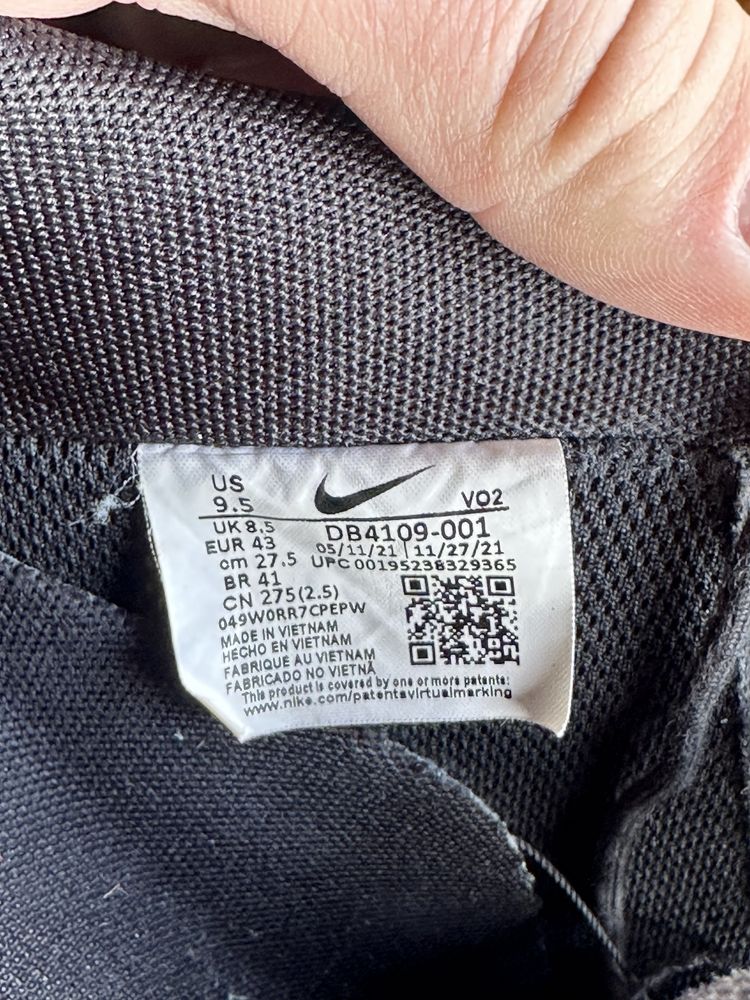 US
9.5
VO2
UK 8.5
DB4109-001
EUR 43
05/11/21 11/27/21
cm 27.5
UPC 00195238329365
BR 41
CN 275(2.5)
049W0RR7CPEPW
MADE IN VIETNAM
HECHO EN VIETNAM
FABRIQUE AU VIETNAM
FABRICADO NO VIETNÃ
This product is covered by one or more patents:
www.nike.com/patentsvirtualmarking